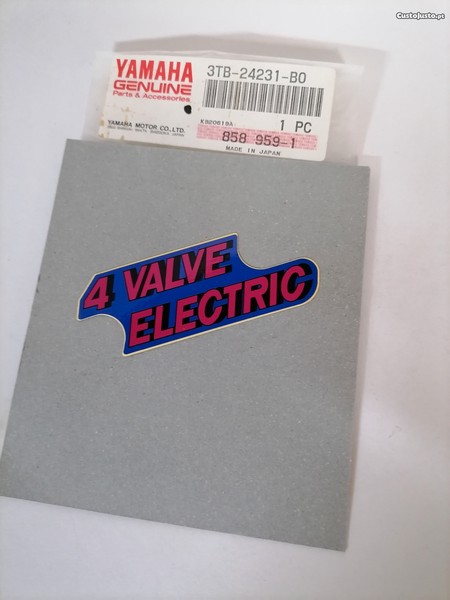 CustoJusto.pt
YAMAHA
GENUINE
Parts & Accessories
YAMAHA MOTOR CO., LTD.
3TB-24231-B0
K920619A
1 PC
858 959-1
MADE IN JAPAN
4 VALVE
ELECTRIC